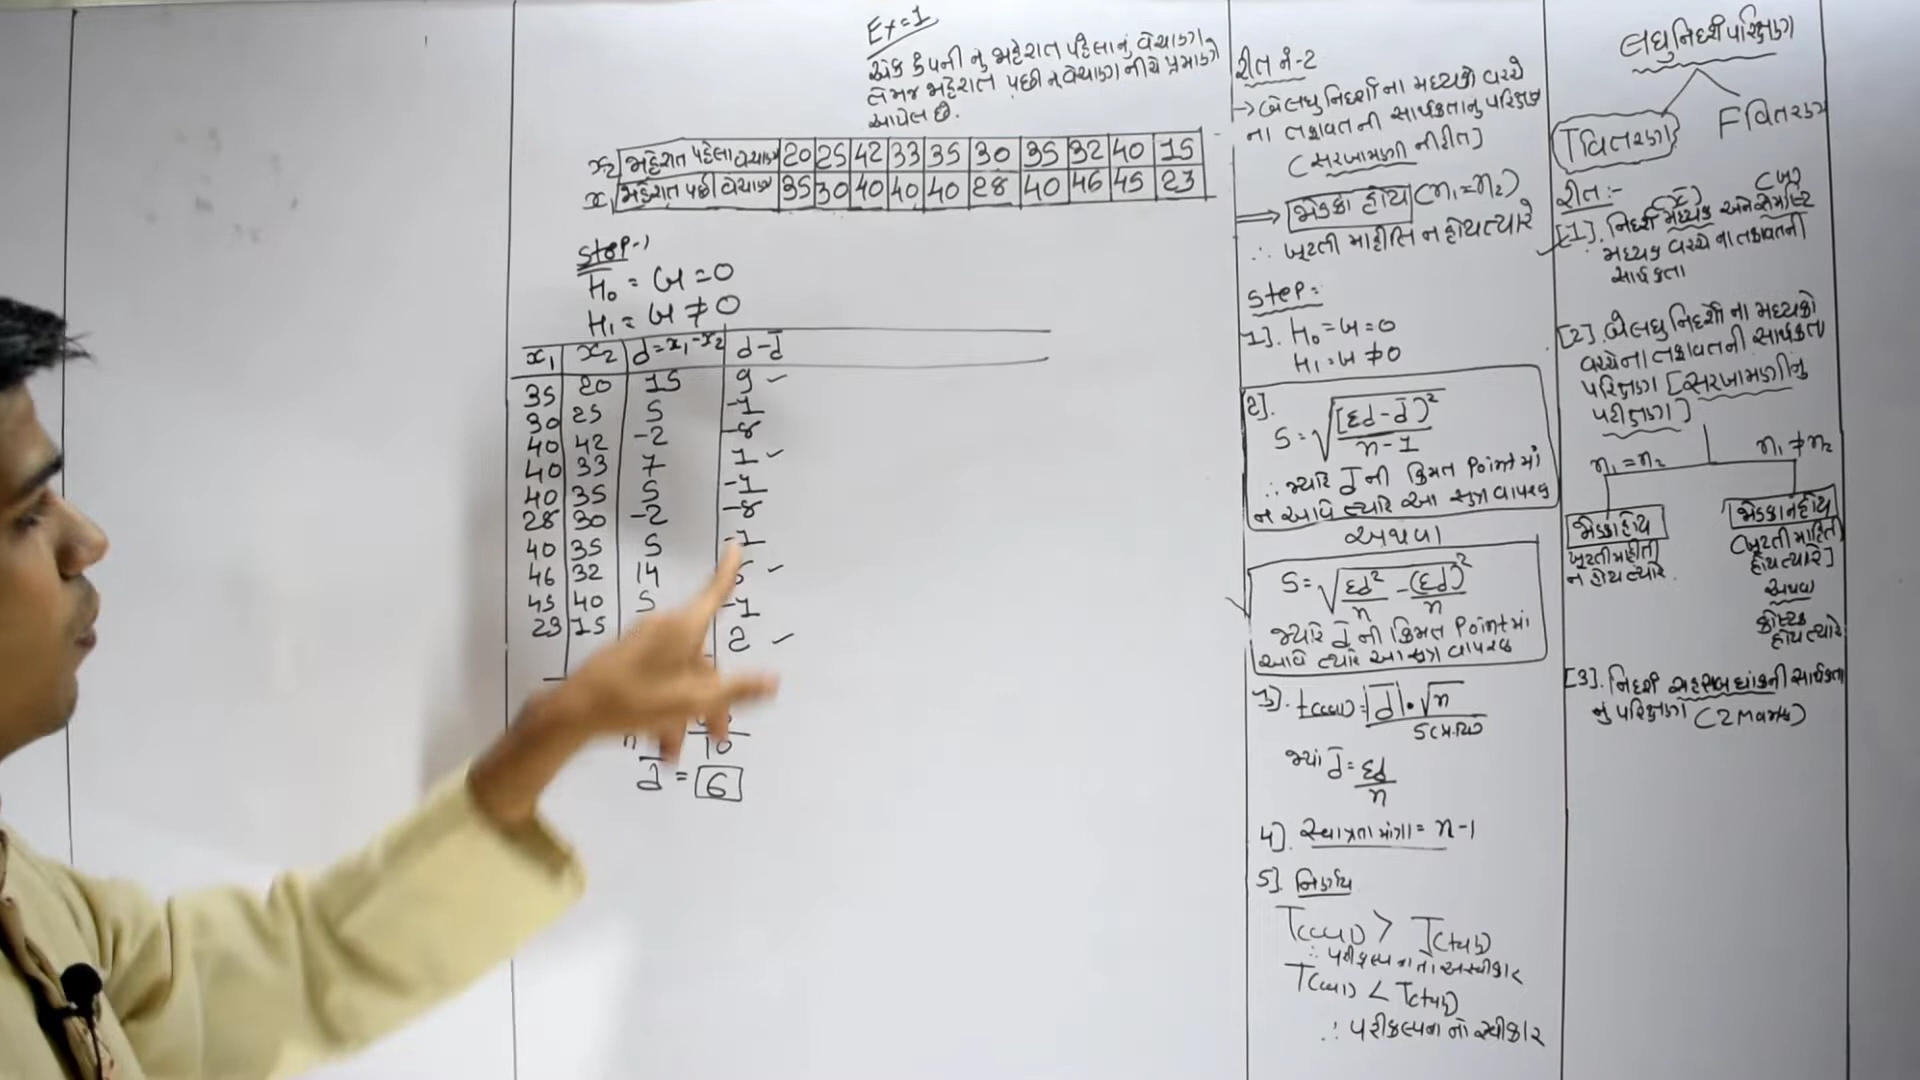 Ex=1
એક કંપની નું જાહેરાત પહેલાનું વેચાણ
તેમજ જાહેરાત પછી નુ વેચાણ નીચે પ્રમાણે
આપેલ છે.
x2 જાહેરાત પહેલા વેચાણ 20 25 42 33 35 30 35 32 40 15
x1 જાહેરાત પછી વેચાણ 35 30 40 40 40 28 40 46 45 23
Step-1
H0 = μ = 0
H1 = μ ≠ 0
x1 x2 d=x1-x2 d-d̄
35 20 15 9 ✓
30 25 5 -1
40 42 -2 -8
40 33 7 1 ✓
40 35 5 -1
28 30 -2 -8
40 35 5 -1
46 32 14 ✓
45 40 5 -1
23 15 2 ✓
n 10
d̄ = 6
રીત નં-2
→ બે લઘુ નિદર્શોના મધ્યકો વચ્ચે
ના તફાવત ની સાર્થકતાનુ પરિક્ષણ
(સરખામણી ની રીત]
⇒ જોડકા હોય (n1=n2)
∴ ખૂટતી માહીતિ ન હોય ત્યારે
Step=
1]. H0 = μ = 0
H1 = μ ≠ 0
2].
S = √[Σd-d̄)² / n-1
∴ જ્યારે d̄ ની કિંમત Point માં
ન આવે ત્યારે આ સુત્ર વાપરવુ
અથવા
S = √Σd²/n - (Σd/n)²
જ્યારે d̄ ની કિંમત Point માં
આવે ત્યારે આ સુત્ર વાપરવુ
3]. t(cal) = |d̄|·√n / S(પ્ર.વિ)
જ્યાં d̄ = Σd/n
4]. સ્વાત્રતા માત્રા = n-1
5]. નિર્ણય
T(cal) > T(tab)
∴ પરીકલ્પના નો અસ્વીકાર
T(cal) < T(tab)
∴ પરીકલ્પના નો સ્વીકાર
લઘુ નિદર્શ પરિક્ષણ
T વિતરણ F વિતરણ
રીત :-
[1]. નિદર્શ મધ્યક અને સમષ્ટિ
મધ્યક વચ્ચે ના તફાવતની
સાર્થકતા
[2]. બે લઘુ નિદર્શો ના મધ્યકો
વચ્ચેના તફાવતની સાર્થકતા
પરિક્ષણ [સરખામણીનું
પરીક્ષણ]
n1 = n2 n1 ≠ n2
જોડકા હોય
ખૂટતી માહીતી
ન હોય ત્યારે
જોડકા ન હોય
(ખૂટતી માહિતી
હોય ત્યારે]
અથવા
કોષ્ટક
હોય ત્યારે
[3]. નિદર્શ સહસંબંધાંકની સાર્થકતા
નું પરિક્ષણ (2 Marks)